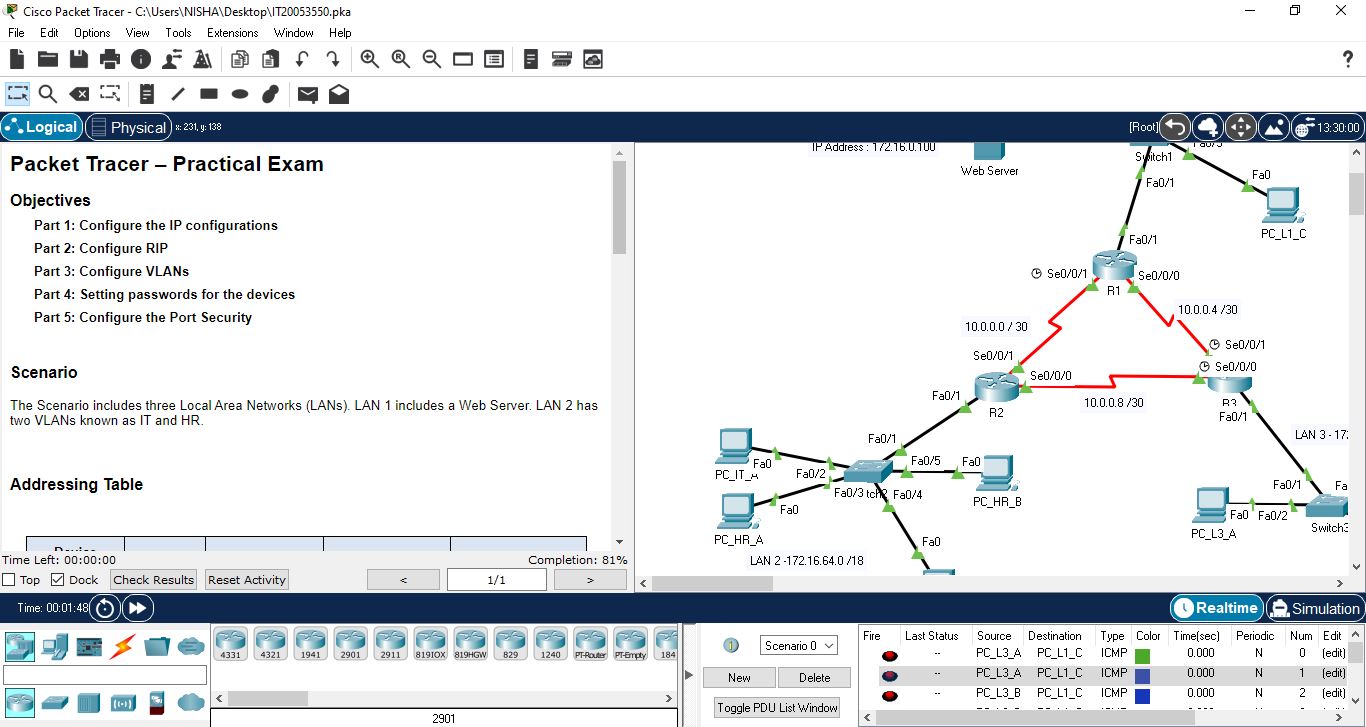 Cisco Packet Tracer - C:\Users\NISHA\Desktop\IT20053550.pka
File Edit Options View Tools Extensions Window Help
Logical Physical x: 231, y: 138 [Root] 13:30:00
Packet Tracer – Practical Exam
Objectives
Part 1: Configure the IP configurations
Part 2: Configure RIP
Part 3: Configure VLANs
Part 4: Setting passwords for the devices
Part 5: Configure the Port Security
Scenario
The Scenario includes three Local Area Networks (LANs). LAN 1 includes a Web Server. LAN 2 has
two VLANs known as IT and HR.
Addressing Table
Device
Time Left: 00:00:00 Completion: 81%
Top Dock Check Results Reset Activity < 1/1 >
IP Address : 172.16.0.100
Web Server
Switch1
Fa0/1
Fa0
PC_L1_C
Fa0/1
Se0/0/1 Se0/0/0
R1
10.0.0.4 /30
10.0.0.0 / 30
Se0/0/1
Se0/0/1
Se0/0/0
Se0/0/0
Fa0/1
R2
10.0.0.8 /30
R3
Fa0/1
LAN 3 - 172
Fa0/1
PC_IT_A
Fa0
Fa0/2
Fa0/5
Fa0
PC_HR_B
Fa0/3 tch2 Fa0/4
Fa0
PC_HR_A
Fa0
LAN 2 -172.16.64.0 /18
Fa0/1
Fa
Fa0 Fa0/2
PC_L3_A
Switch3
Time: 00:01:48 Realtime Simulation
4331 4321 1941 2901 2911 819IOX 819HGW 829 1240 PT-Router PT-Empty 184
2901
Scenario 0
New Delete
Toggle PDU List Window
Fire Last Status Source Destination Type Color Time(sec) Periodic Num Edit
-- PC_L3_A PC_L1_C ICMP 0.000 N 0 (edit)
-- PC_L3_A PC_L1_C ICMP 0.000 N 1 (edit)
-- PC_L3_B PC_L1_C ICMP 0.000 N 2 (edit)